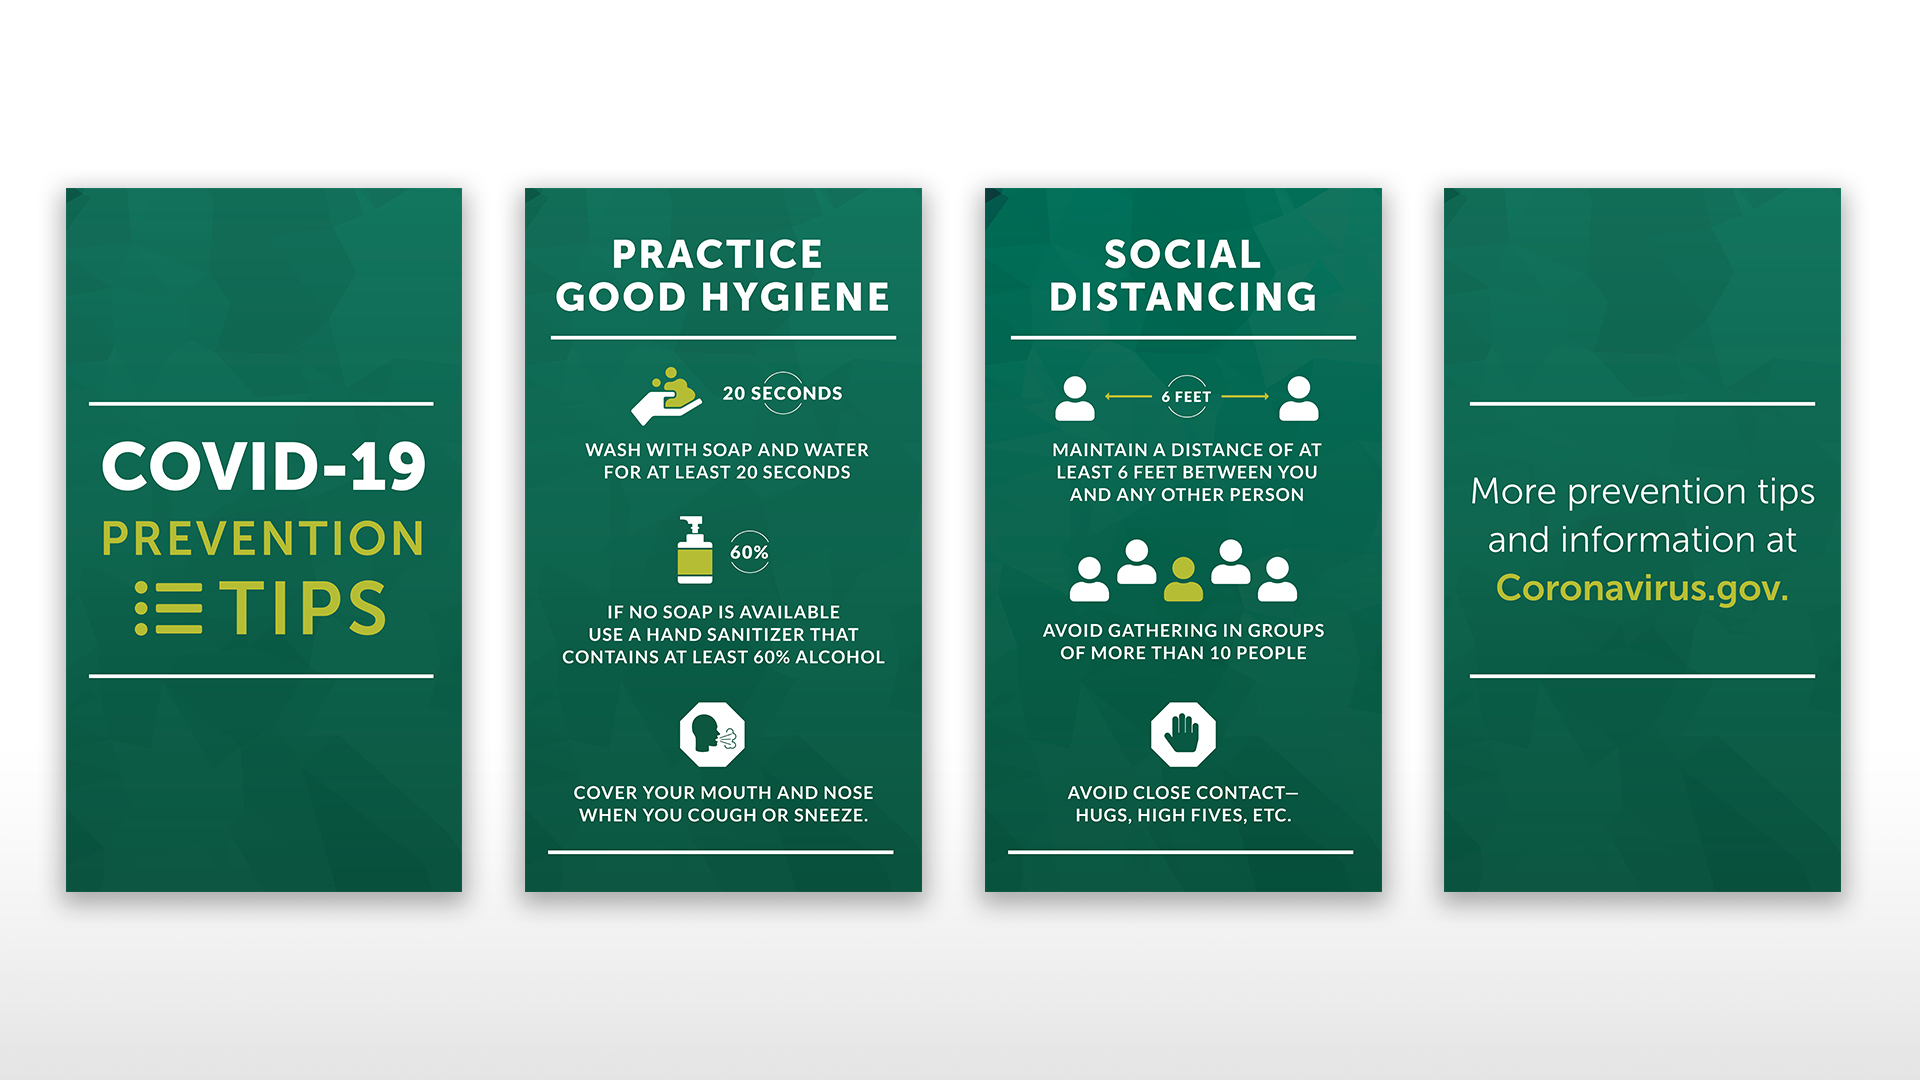 COVID-19
PREVENTION
TIPS
PRACTICE
GOOD HYGIENE
20 SECONDS
WASH WITH SOAP AND WATER
FOR AT LEAST 20 SECONDS
60%
IF NO SOAP IS AVAILABLE
USE A HAND SANITIZER THAT
CONTAINS AT LEAST 60% ALCOHOL
COVER YOUR MOUTH AND NOSE
WHEN YOU COUGH OR SNEEZE.
SOCIAL
DISTANCING
6 FEET
MAINTAIN A DISTANCE OF AT
LEAST 6 FEET BETWEEN YOU
AND ANY OTHER PERSON
AVOID GATHERING IN GROUPS
OF MORE THAN 10 PEOPLE
AVOID CLOSE CONTACT—
HUGS, HIGH FIVES, ETC.
More prevention tips
and information at
Coronavirus.gov.